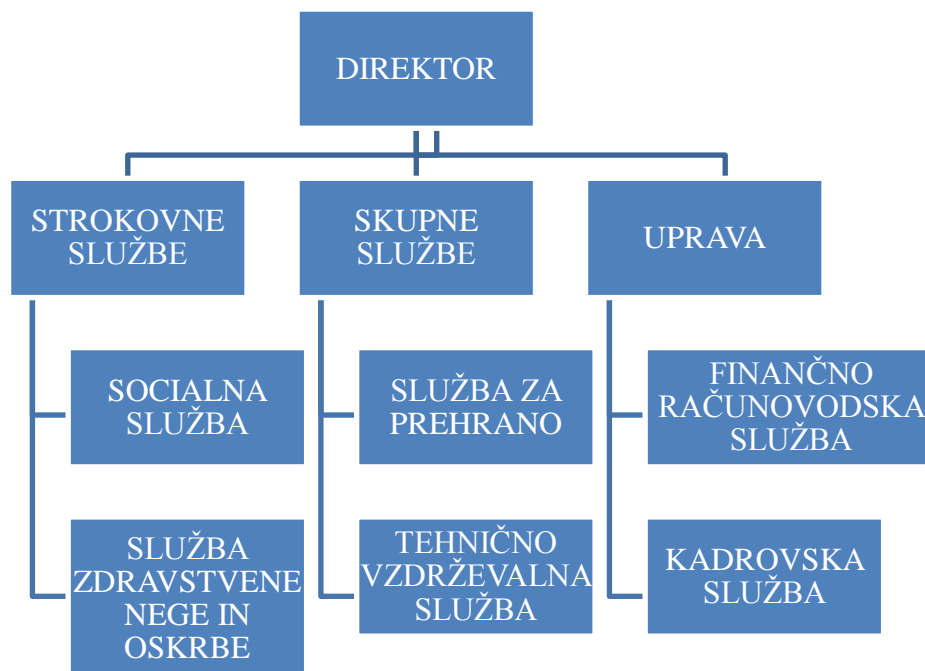 DIREKTOR
STROKOVNE
SLUŽBE
SKUPNE
SLUŽBE
UPRAVA
SOCIALNA
SLUŽBA
SLUŽBA ZA
PREHRANO
FINANČNO
RAČUNOVODSKA
SLUŽBA
SLUŽBA
ZDRAVSTVENE
NEGE IN
OSKRBE
TEHNIČNO
VZDRŽEVALNA
SLUŽBA
KADROVSKA
SLUŽBA